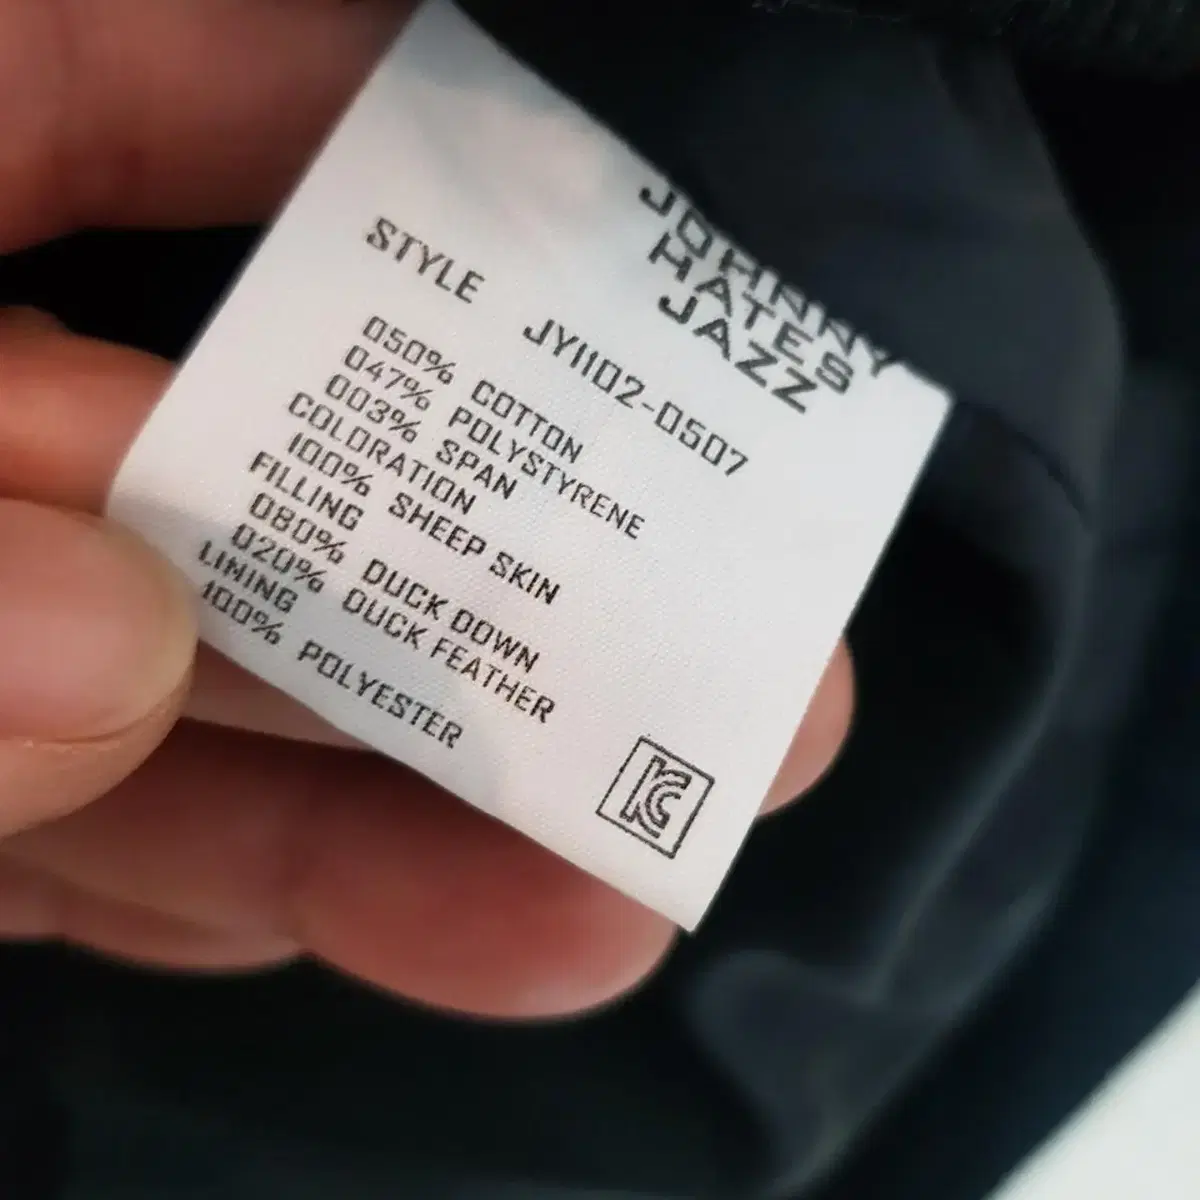 JOHNNY
HATES
JAZZ
STYLE JY1102-0507
050% COTTON
047% POLYSTYRENE
003% SPAN
COLORATION
100% SHEEP SKIN
FILLING
080% DUCK DOWN
020% DUCK FEATHER
LINING
100% POLYESTER
KC